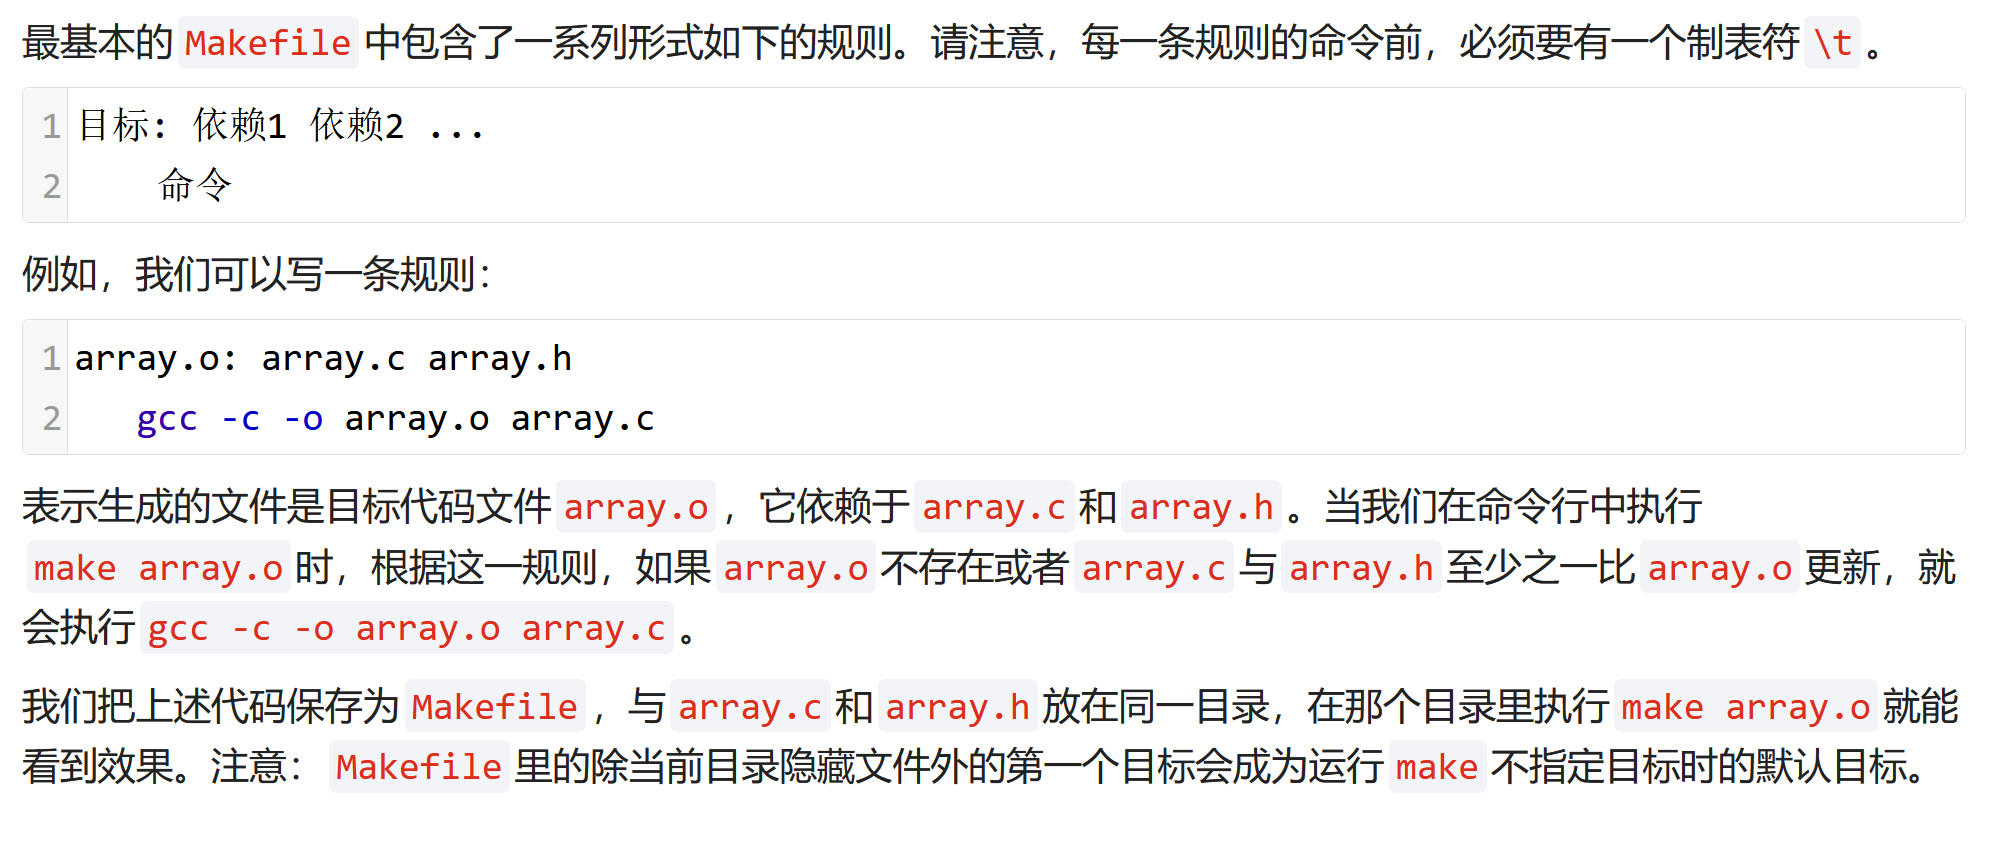 最基本的 Makefile 中包含了一系列形式如下的规则。请注意，每一条规则的命令前，必须要有一个制表符 \t 。
1 目标: 依赖1 依赖2 ...
2     命令
例如，我们可以写一条规则：
1 array.o: array.c array.h
2    gcc -c -o array.o array.c
表示生成的文件是目标代码文件 array.o ，它依赖于 array.c 和 array.h 。当我们在命令行中执行
make array.o 时，根据这一规则，如果 array.o 不存在或者 array.c 与 array.h 至少之一比 array.o 更新，就
会执行 gcc -c -o array.o array.c 。
我们把上述代码保存为 Makefile ，与 array.c 和 array.h 放在同一目录，在那个目录里执行 make array.o 就能
看到效果。注意： Makefile 里的除当前目录隐藏文件外的第一个目标会成为运行 make 不指定目标时的默认目标。